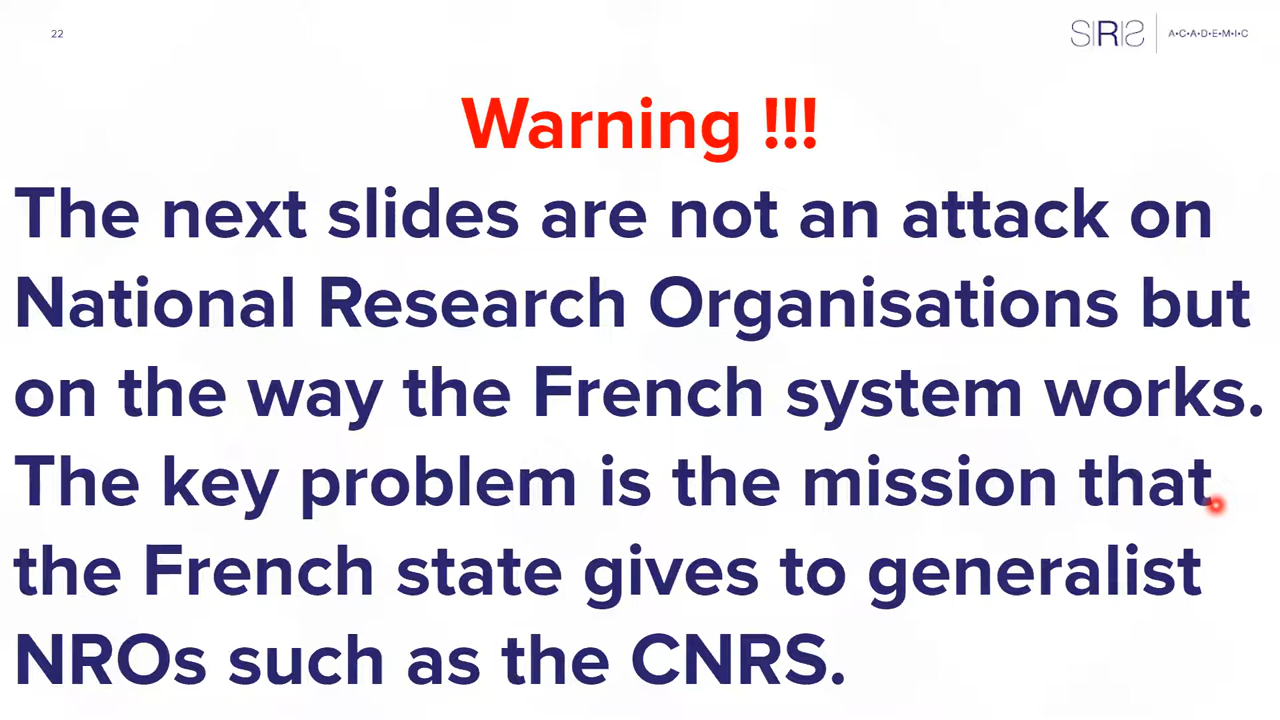 22
SIRIS | A•C•A•D•E•M•I•C
Warning !!!
The next slides are not an attack on
National Research Organisations but
on the way the French system works.
The key problem is the mission that
the French state gives to generalist
NROs such as the CNRS.